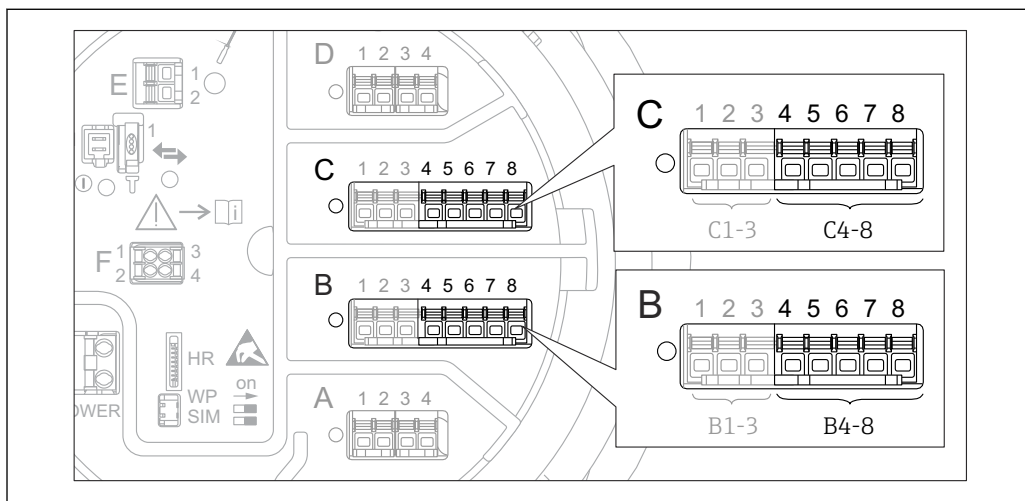 D 1 2 3 4
E 1
2
1
C 1 2 3 4 5 6 7 8
F 1 3
2 4
B 1 2 3 4 5 6 7 8
HR
WP on
SIM
OWER
A 1 2 3 4
C 1 2 3 4 5 6 7 8
C1-3 C4-8
B 1 2 3 4 5 6 7 8
B1-3 B4-8